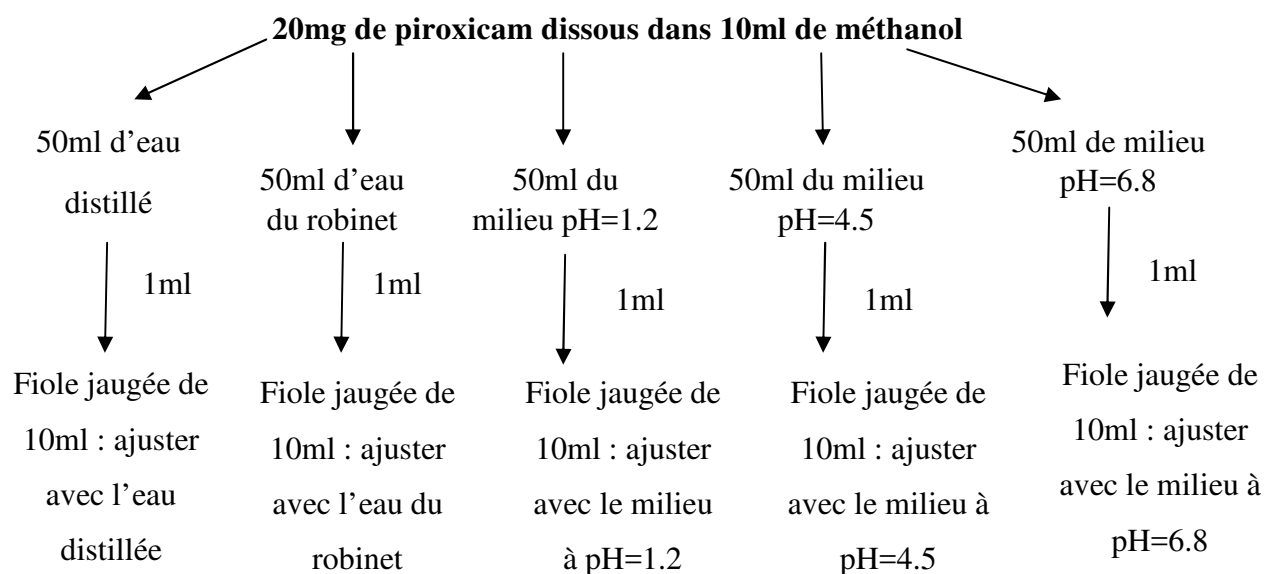 20mg de piroxicam dissous dans 10ml de méthanol
50ml d’eau
distillé
50ml d’eau
du robinet
50ml du
milieu pH=1.2
50ml du milieu
pH=4.5
50ml de milieu
pH=6.8
1ml
1ml
1ml
1ml
1ml
Fiole jaugée de
10ml : ajuster
avec l’eau
distillée
Fiole jaugée de
10ml : ajuster
avec l’eau du
robinet
Fiole jaugée de
10ml : ajuster
avec le milieu
à pH=1.2
Fiole jaugée de
10ml : ajuster
avec le milieu à
pH=4.5
Fiole jaugée de
10ml : ajuster
avec le milieu à
pH=6.8